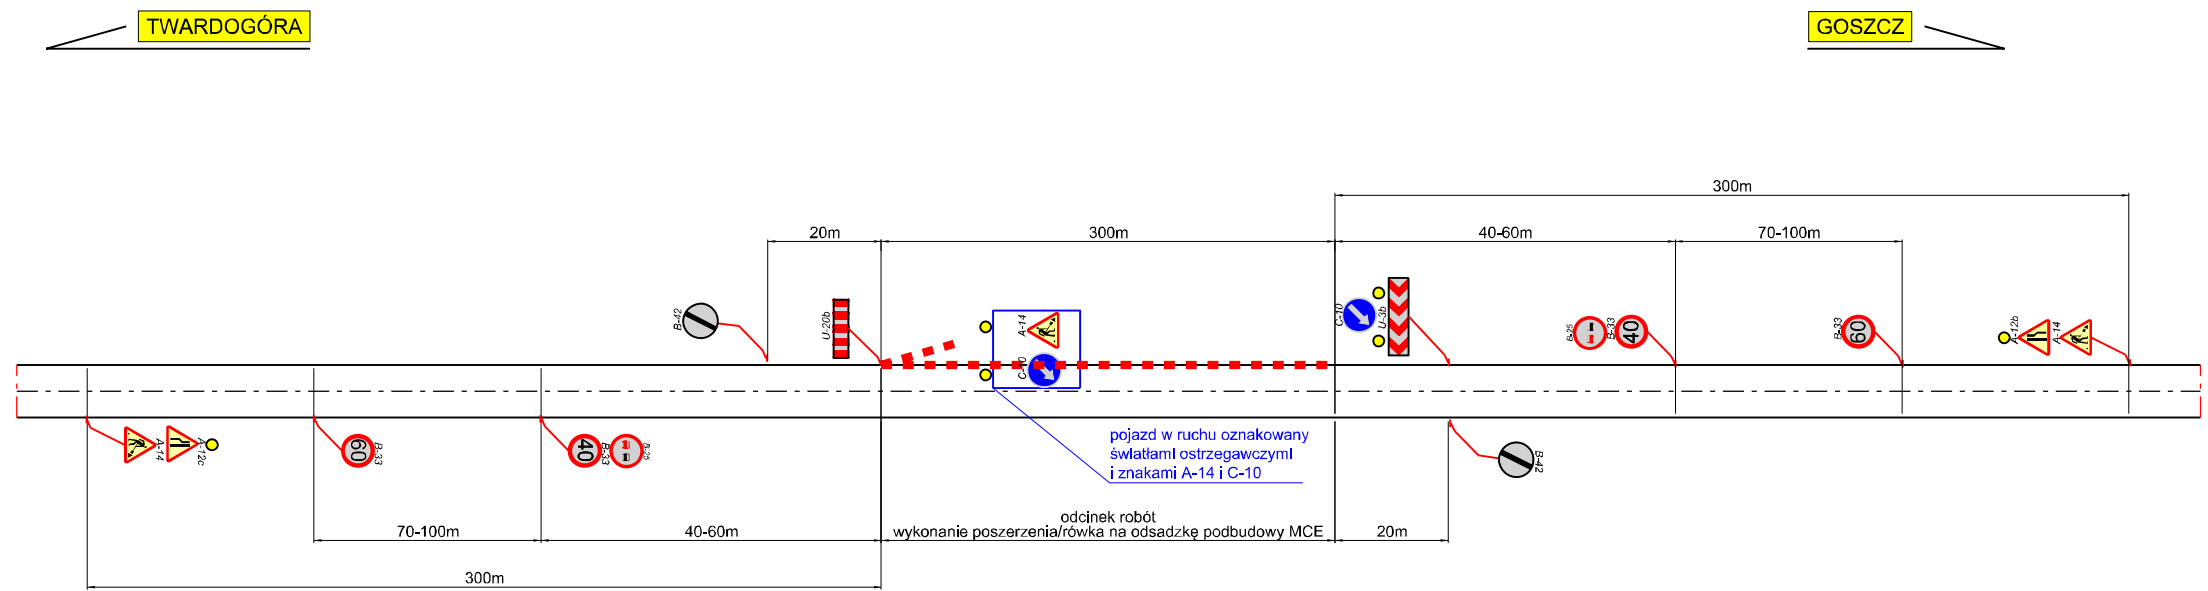 TWARDOGÓRA
GOSZCZ
300m
20m
300m
40-60m
70-100m
B-42
U-20b
A-14
C-10
C-10
U-3b
B-25
B-33
40
B-33
60
A-12b
A-14
A-14
A-12c
60
B-33
40
B-33
B-25
pojazd w ruchu oznakowany
światłami ostrzegawczymi
i znakami A-14 i C-10
B-42
odcinek robót
wykonanie poszerzenia/rówka na odsadzkę podbudowy MCE
70-100m
40-60m
20m
300m